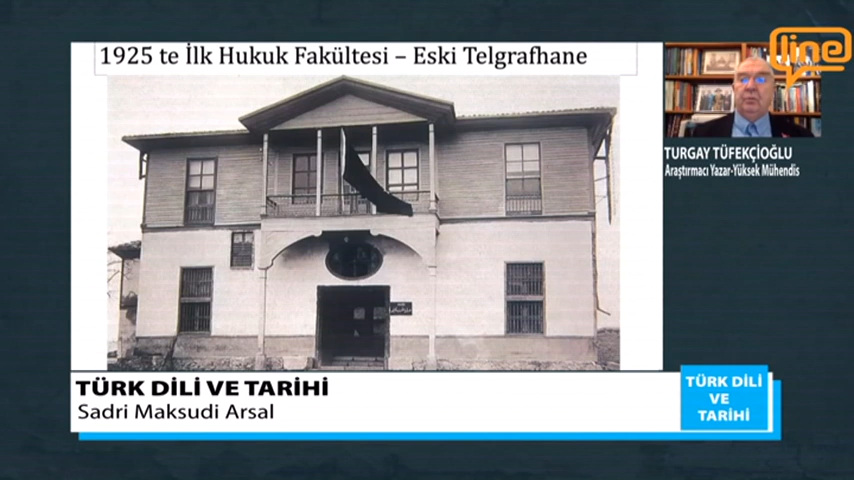 1925 te İlk Hukuk Fakültesi – Eski Telgrafhane
line
TURGAY TÜFEKÇİOĞLU
Araştırmacı Yazar-Yüksek Mühendis
TÜRK DİLİ VE TARİHİ
Sadri Maksudi Arsal
TÜRK DİLİ
VE
TARİHİ